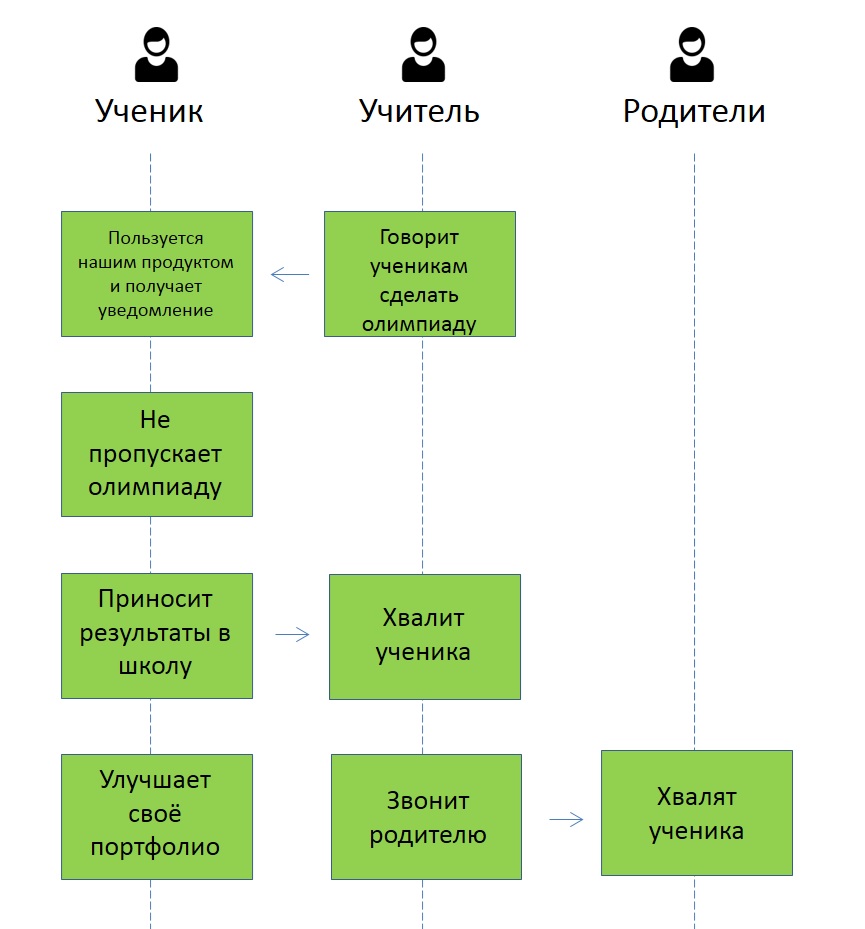 Ученик
Учитель
Родители
Пользуется
нашим продуктом
и получает
уведомление
Говорит
ученикам
сделать
олимпиаду
Не
пропускает
олимпиаду
Приносит
результаты в
школу
Хвалит
ученика
Улучшает
своё
портфолио
Звонит
родителю
Хвалят
ученика